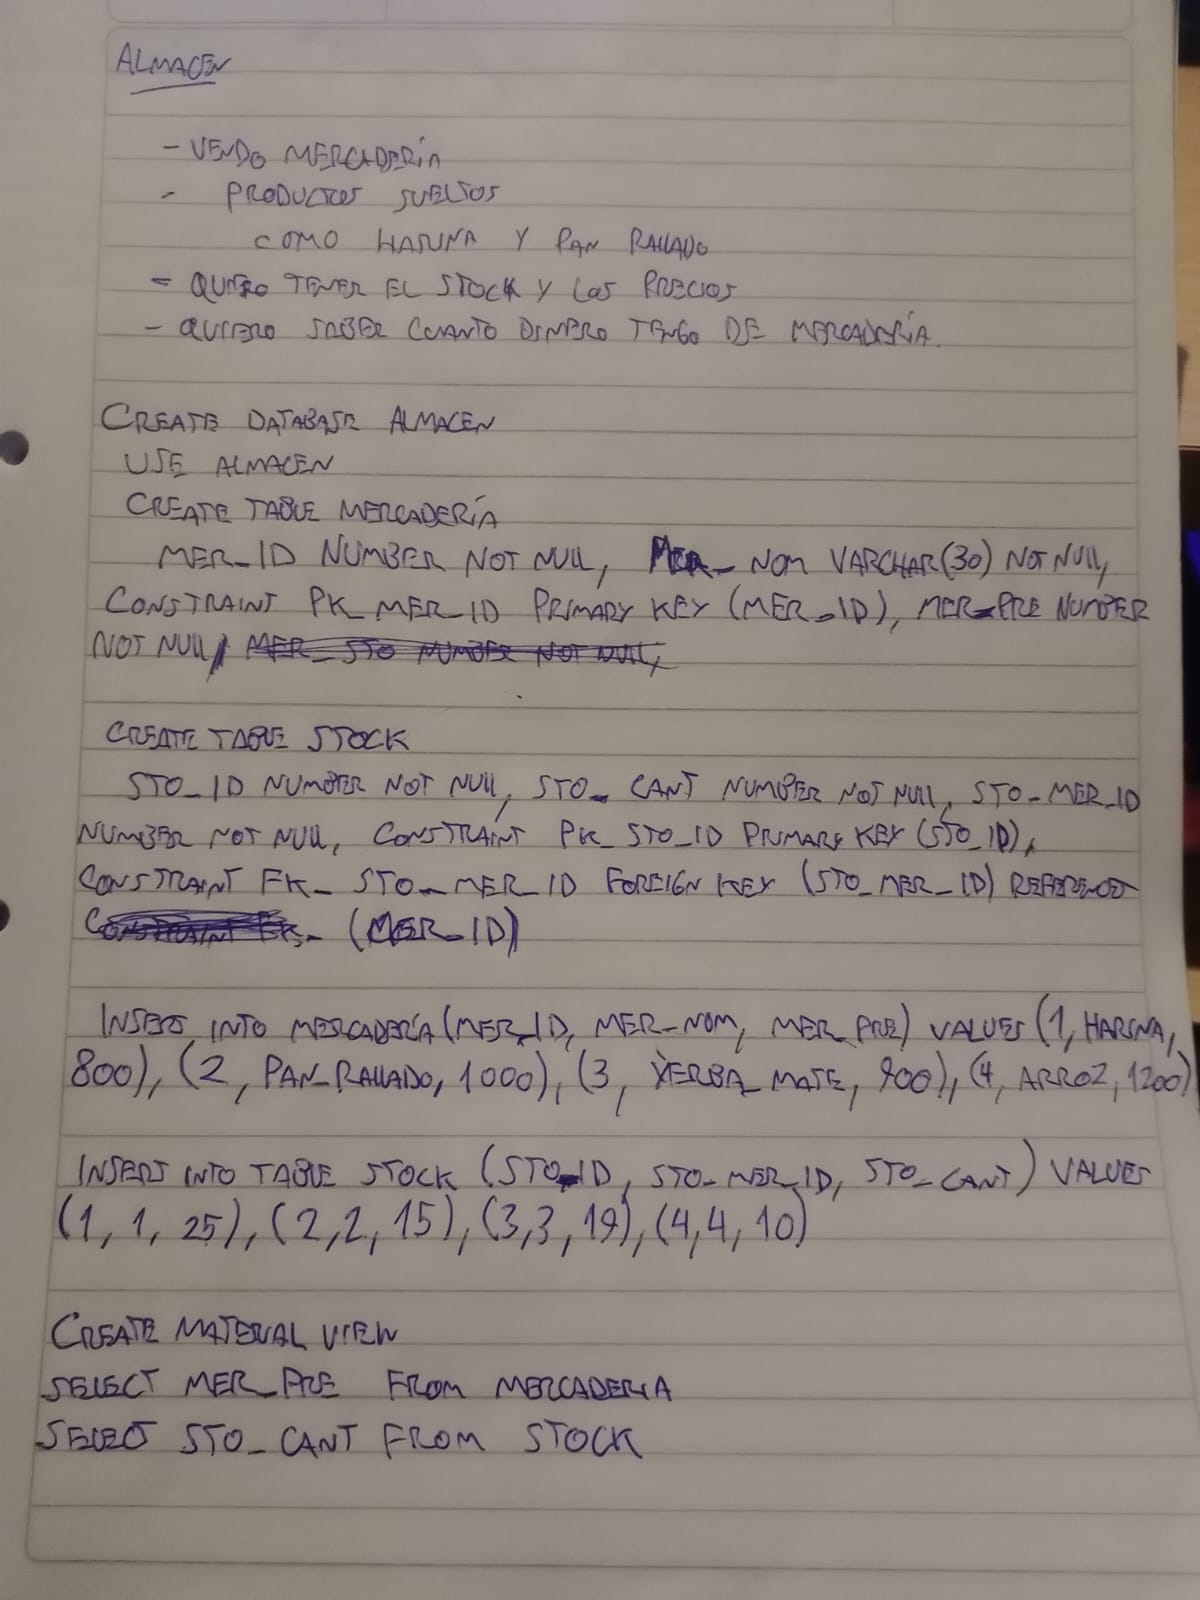 ALMACEN
- VENDO MERCADERÍA
- PRODUCTOS SUELTOS
COMO HARINA Y PAN RALLADO
- QUIERO TENER EL STOCK Y LOS PRECIOS
- QUIERO SABER CUANTO DINERO TENGO DE MERCADERÍA.
CREATE DATABASE ALMACEN
USE ALMACEN
CREATE TABLE MERCADERÍA
MER_ID NUMBER NOT NULL, MER_NOM VARCHAR(30) NOT NULL,
CONSTRAINT PK_MER_ID PRIMARY KEY (MER_ID), MER_PRE NUMBER
NOT NULL, MER_STO NUMBER NOT NULL,
CREATE TABLE STOCK
STO_ID NUMBER NOT NULL, STO_CANT NUMBER NOT NULL, STO_MER_ID
NUMBER NOT NULL, CONSTRAINT PK_STO_ID PRIMARY KEY (STO_ID),
CONSTRAINT FK_STO_MER_ID FOREIGN KEY (STO_MER_ID)
CONSTRAINT FK_ (MER_ID)
INSERT INTO MERCADERÍA (MER_ID, MER_NOM, MER_PRE) VALUES (1, HARINA,
800), (2, PAN_RALLADO, 1000), (3, YERBA_MATE, 900), (4, ARROZ, 1200)
INSERT INTO TABLE STOCK (STO_ID, STO_MER_ID, STO_CANT) VALUES
(1, 1, 25), (2,2, 15), (3,3, 19), (4,4, 10)
CREATE MATERIAL VIEW
SELECT MER_PRE FROM MERCADERIA
SELECT STO_CANT FROM STOCK